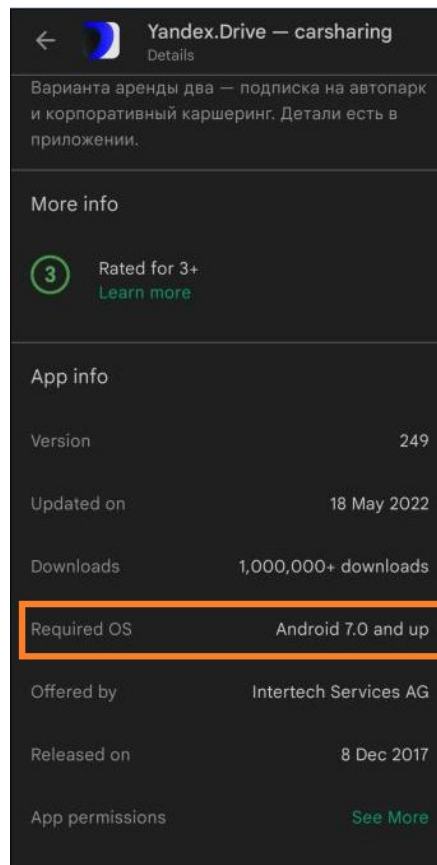 Yandex.Drive — carsharing
Details
Варианта аренды два — подписка на автопарк
и корпоративный каршеринг. Детали есть в
приложении.
More info
3
Rated for 3+
Learn more
App info
Version 249
Updated on 18 May 2022
Downloads 1,000,000+ downloads
Required OS Android 7.0 and up
Offered by Intertech Services AG
Released on 8 Dec 2017
App permissions See More